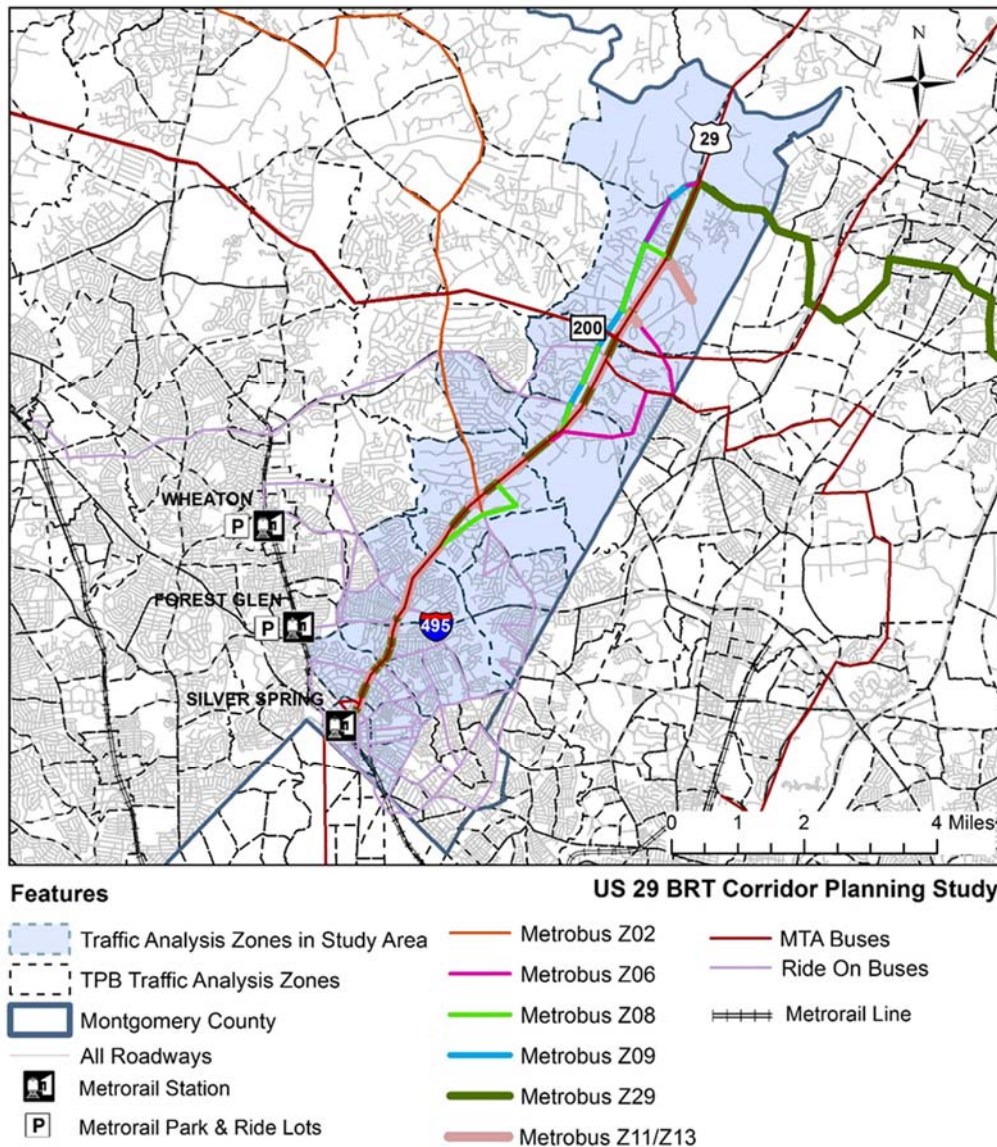 N
29
200
WHEATON
P
FOREST GLEN
P
495
SILVER SPRING
0 1 2 4 Miles
Features
US 29 BRT Corridor Planning Study
Traffic Analysis Zones in Study Area
TPB Traffic Analysis Zones
Montgomery County
All Roadways
Metrorail Station
P Metrorail Park & Ride Lots
Metrobus Z02
Metrobus Z06
Metrobus Z08
Metrobus Z09
Metrobus Z29
Metrobus Z11/Z13
MTA Buses
Ride On Buses
Metrorail Line